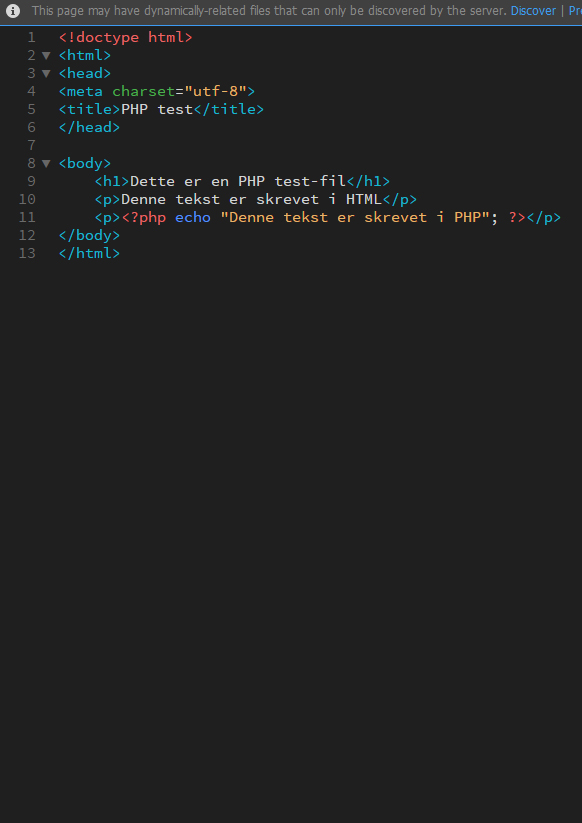 This page may have dynamically-related files that can only be discovered by the server. Discover |
1 <!doctype html>
2 ▼ <html>
3 ▼ <head>
4 <meta charset="utf-8">
5 <title>PHP test</title>
6 </head>
7
8 ▼ <body>
9     <h1>Dette er en PHP test-fil</h1>
10     <p>Denne tekst er skrevet i HTML</p>
11     <p><?php echo "Denne tekst er skrevet i PHP"; ?></p>
12 </body>
13 </html>